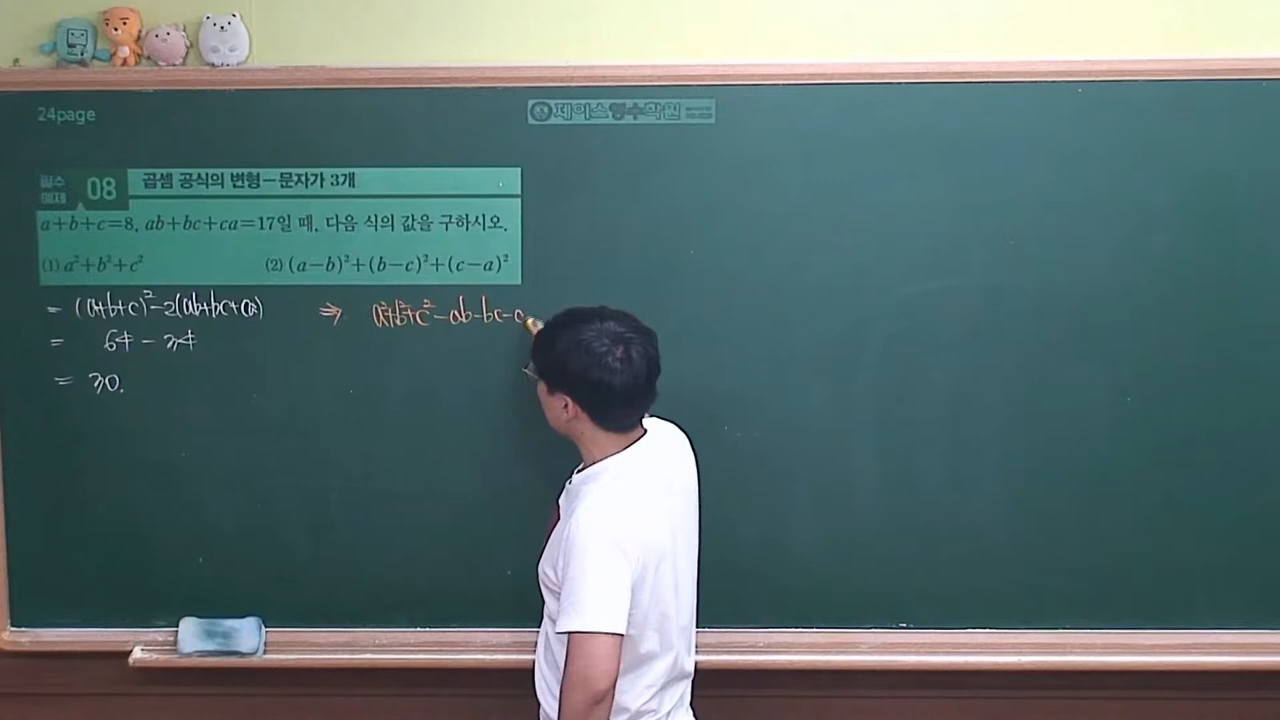 24page
제이스영수학원
필수 예제 08 곱셈 공식의 변형-문자가 3개
a+b+c=8, ab+bc+ca=17일 때, 다음 식의 값을 구하시오.
(1) a²+b²+c² (2) (a-b)²+(b-c)²+(c-a)²
= (a+b+c)²-2(ab+bc+ca) ⇒ a²+b²+c²-ab-bc-c
= 64 - 34
= 30.